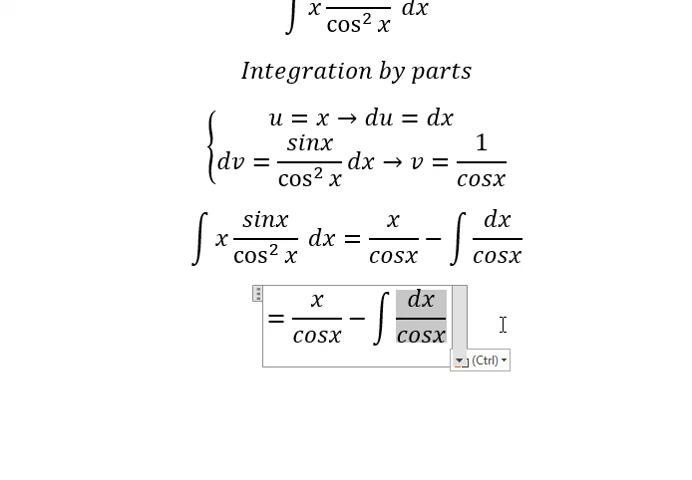 ∫ x ──── dx
cos² x
Integration by parts
{ u = x → du = dx
dv = sinx/cos² x dx → v = 1/cosx
∫ x sinx/cos² x dx = x/cosx − ∫ dx/cosx
= x/cosx − ∫ dx/cosx
(Ctrl)